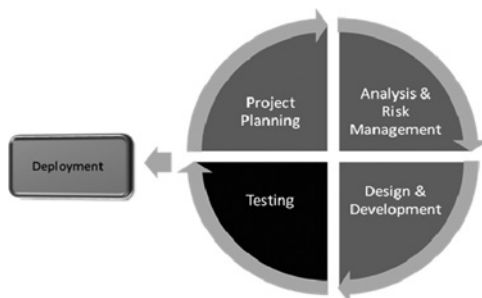 Project
Planning
Analysis &
Risk
Management
Deployment
Testing
Design &
Development